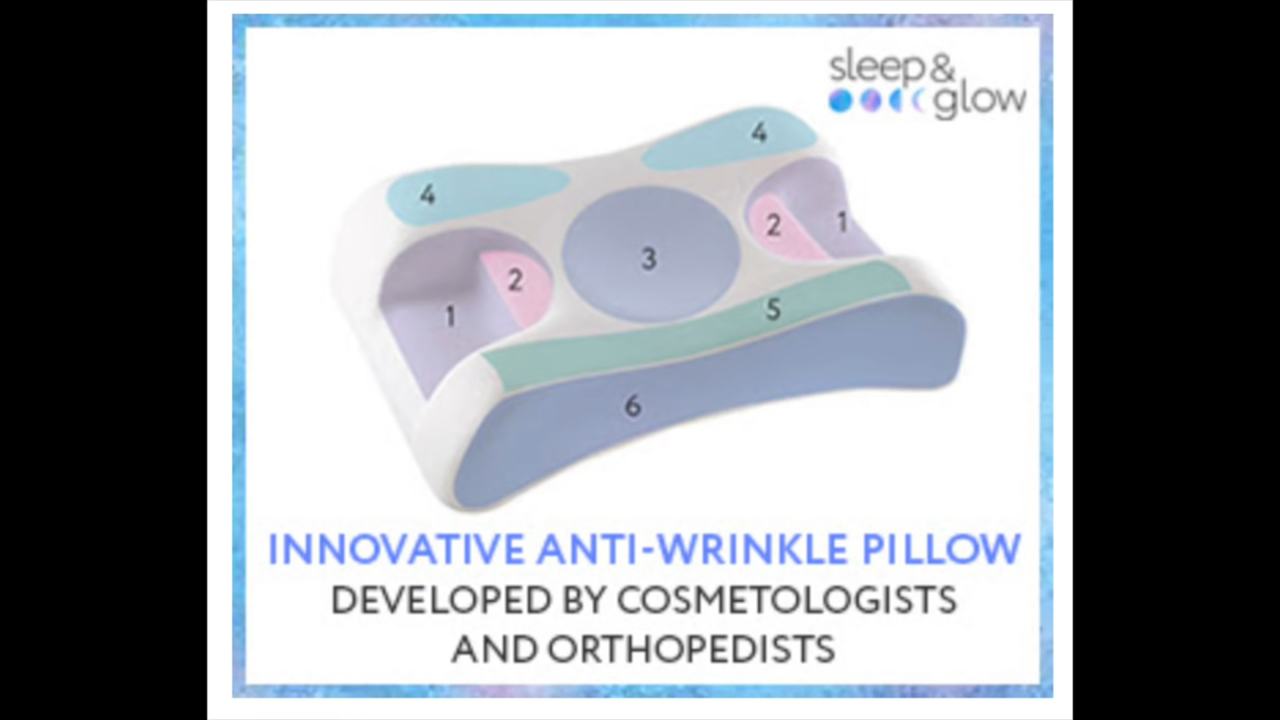 sleep&
glow
4
4
2
1
3
2
1
5
6
INNOVATIVE ANTI-WRINKLE PILLOW
DEVELOPED BY COSMETOLOGISTS
AND ORTHOPEDISTS